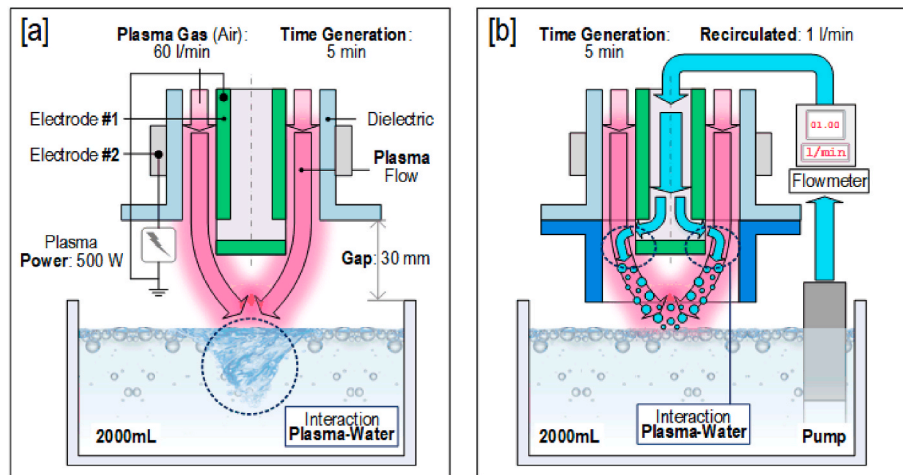 [a]
Plasma Gas (Air):
60 l/min
Time Generation:
5 min
Electrode #1
Electrode #2
Dielectric
Plasma
Flow
Plasma
Power: 500 W
Gap: 30 mm
Interaction
Plasma-Water
2000mL
[b]
Time Generation:
5 min
Recirculated: 1 l/min
01.00
l/min
Flowmeter
Interaction
Plasma-Water
2000mL
Pump